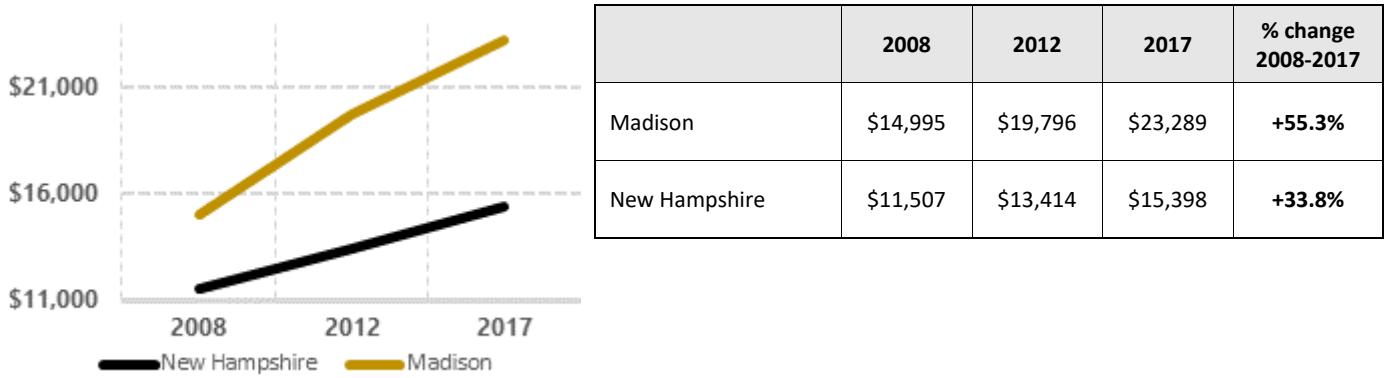 $21,000
$16,000
$11,000
2008 2012 2017
New Hampshire Madison
2008 2012 2017 % change
2008-2017
Madison $14,995 $19,796 $23,289 +55.3%
New Hampshire $11,507 $13,414 $15,398 +33.8%